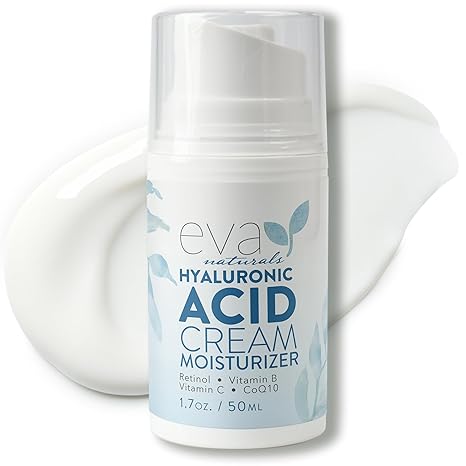 eva
naturals
HYALURONIC
ACID
CREAM
MOISTURIZER
Retinol • Vitamin B
Vitamin C • CoQ10
1.7oz. / 50ML